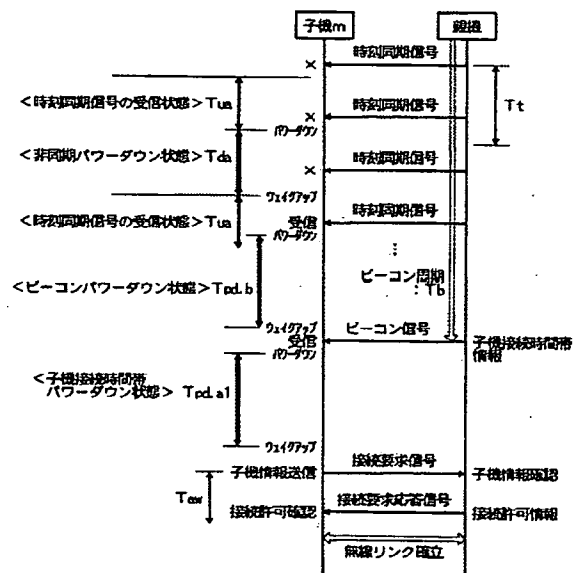 子機m
親機
時刻同期信号
×
<時刻同期信号の受信状態>Tua
Tt
時刻同期信号
×
パワーダウン
<非同期パワーダウン状態>Tda
時刻同期信号
×
ウェイクアップ
<時刻同期信号の受信状態>Tua
時刻同期信号
受信
パワーダウン
⋮
ビーコン周期
:Tb
<ビーコンパワーダウン状態>Tpd.b
ウェイクアップ
ビーコン信号
受信
子機接続時間帯
情報
パワーダウン
<子機接続時間帯
パワーダウン状態> Tpd.a1
ウェイクアップ
接続要求信号
子機情報送信
子機情報確認
Taw
接続要求応答信号
接続許可確認
接続許可情報
無線リンク確立